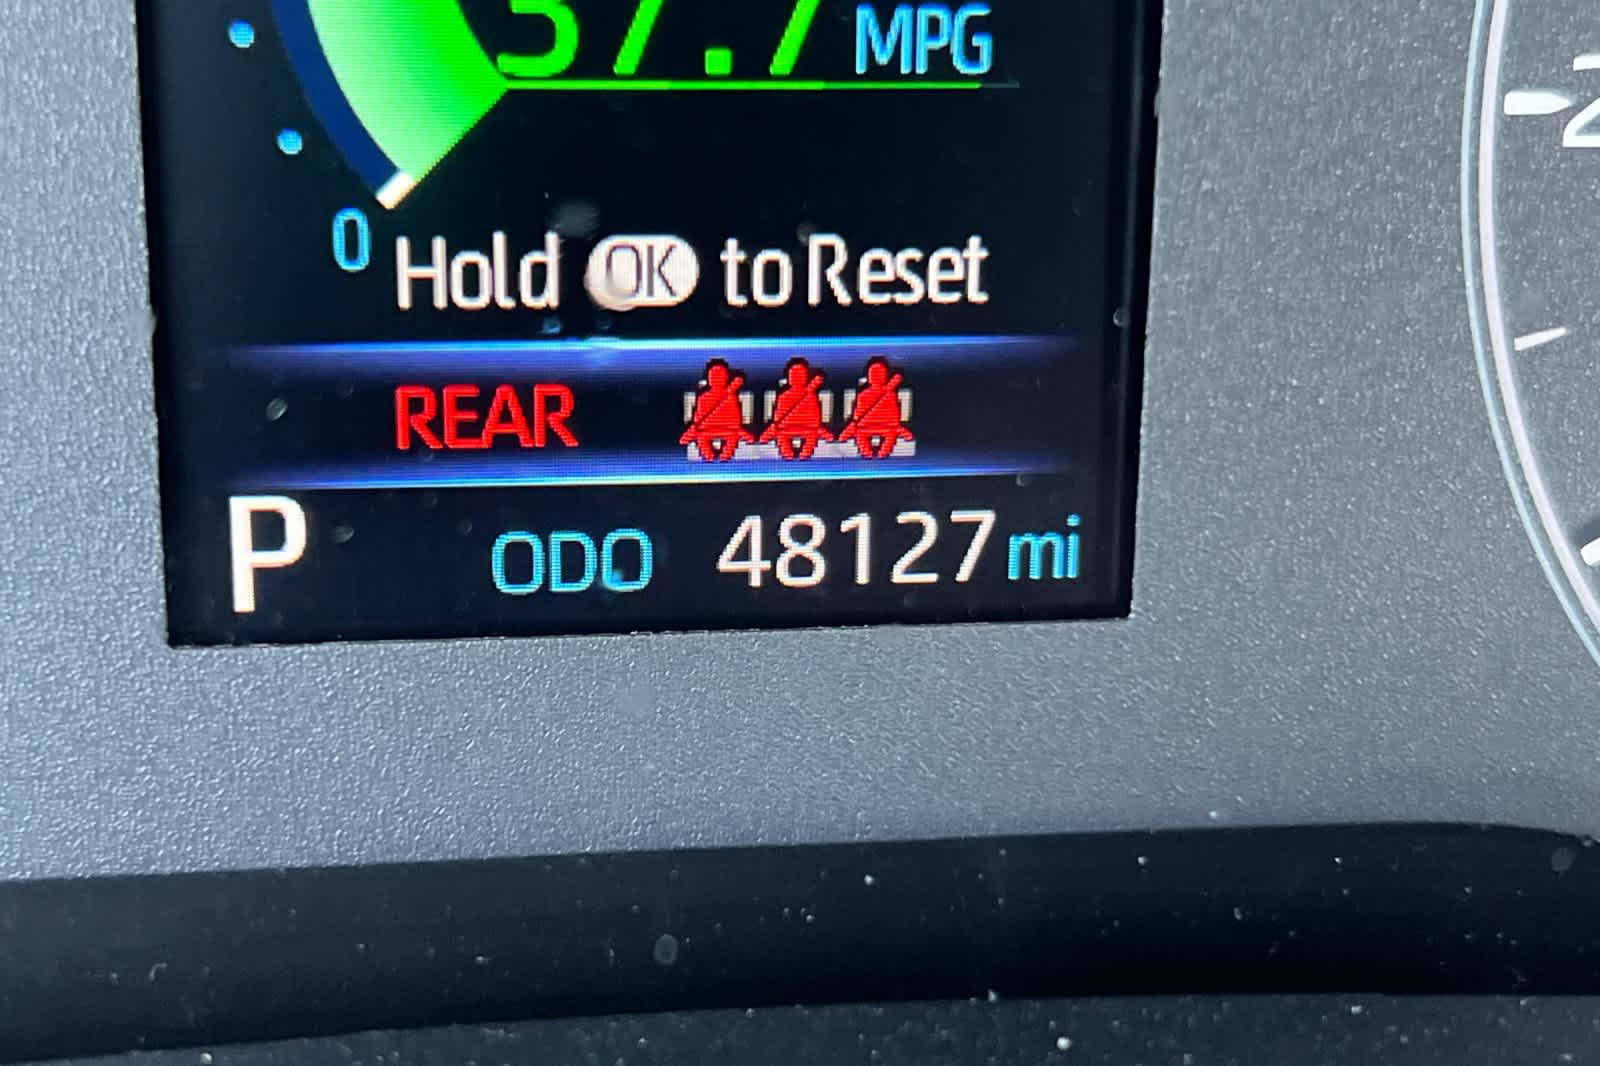 37.7 MPG
0
Hold OK to Reset
REAR
P ODO 48127 mi